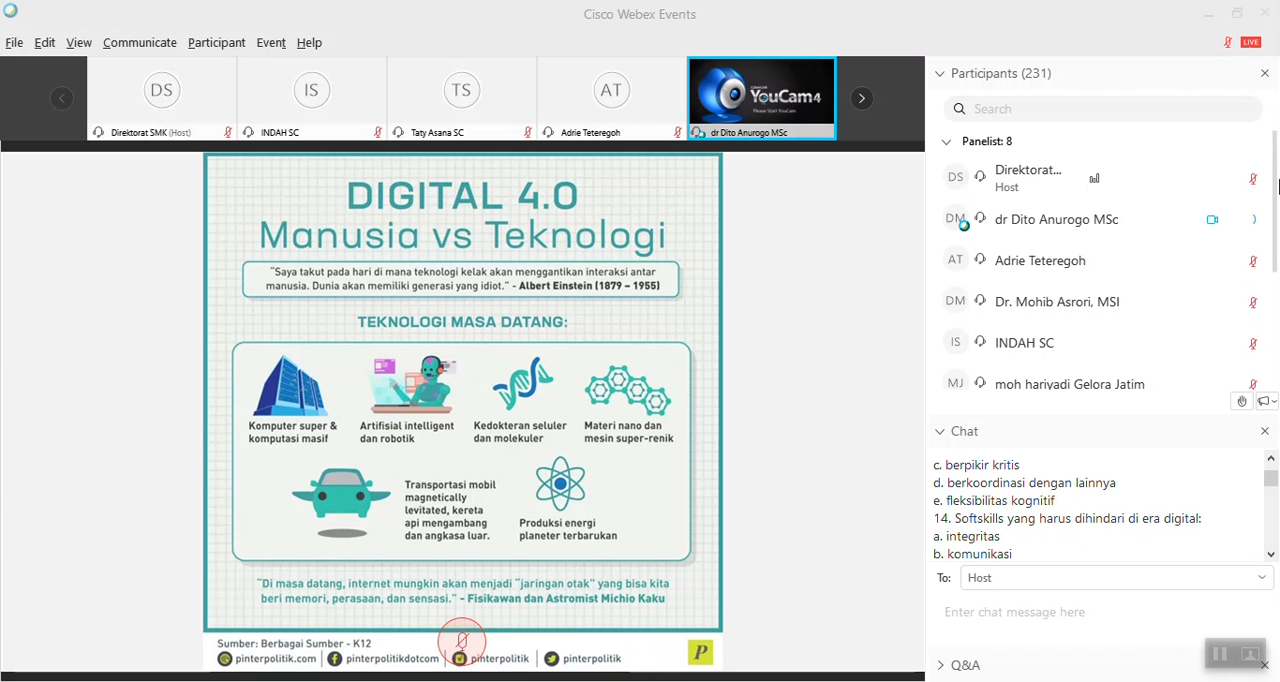 Cisco Webex Events
File Edit View Communicate Participant Event Help
LIVE
DS
IS
TS
AT
CyberLink
YouCam 4
Please Start YouCam
Direktorat SMK (Host)
INDAH SC
Taty Asana SC
Adrie Teteregoh
dr Dito Anurogo MSc
DIGITAL 4.0
Manusia vs Teknologi
"Saya takut pada hari di mana teknologi kelak akan menggantikan interaksi antar
manusia. Dunia akan memiliki generasi yang idiot." - Albert Einstein (1879 – 1955)
TEKNOLOGI MASA DATANG:
Komputer super &
komputasi masif
Artifisial intelligent
dan robotik
Kedokteran seluler
dan molekuler
Materi nano dan
mesin super-renik
Transportasi mobil
magnetically
levitated, kereta
api mengambang
dan angkasa luar.
Produksi energi
planeter terbarukan
"Di masa datang, internet mungkin akan menjadi "jaringan otak" yang bisa kita
beri memori, perasaan, dan sensasi." - Fisikawan dan Astromist Michio Kaku
Sumber: Berbagai Sumber - K12
pinterpolitik.com
pinterpolitikdotcom
pinterpolitik
pinterpolitik
P
Participants (231)
Search
Panelist: 8
DS Direktorat...
Host
DM dr Dito Anurogo MSc
AT Adrie Teteregoh
DM Dr. Mohib Asrori, MSI
IS INDAH SC
MJ moh hariyadi Gelora Jatim
Chat
c. berpikir kritis
d. berkoordinasi dengan lainnya
e. fleksibilitas kognitif
14. Softskills yang harus dihindari di era digital:
a. integritas
b. komunikasi
To: Host
Enter chat message here
Q&A